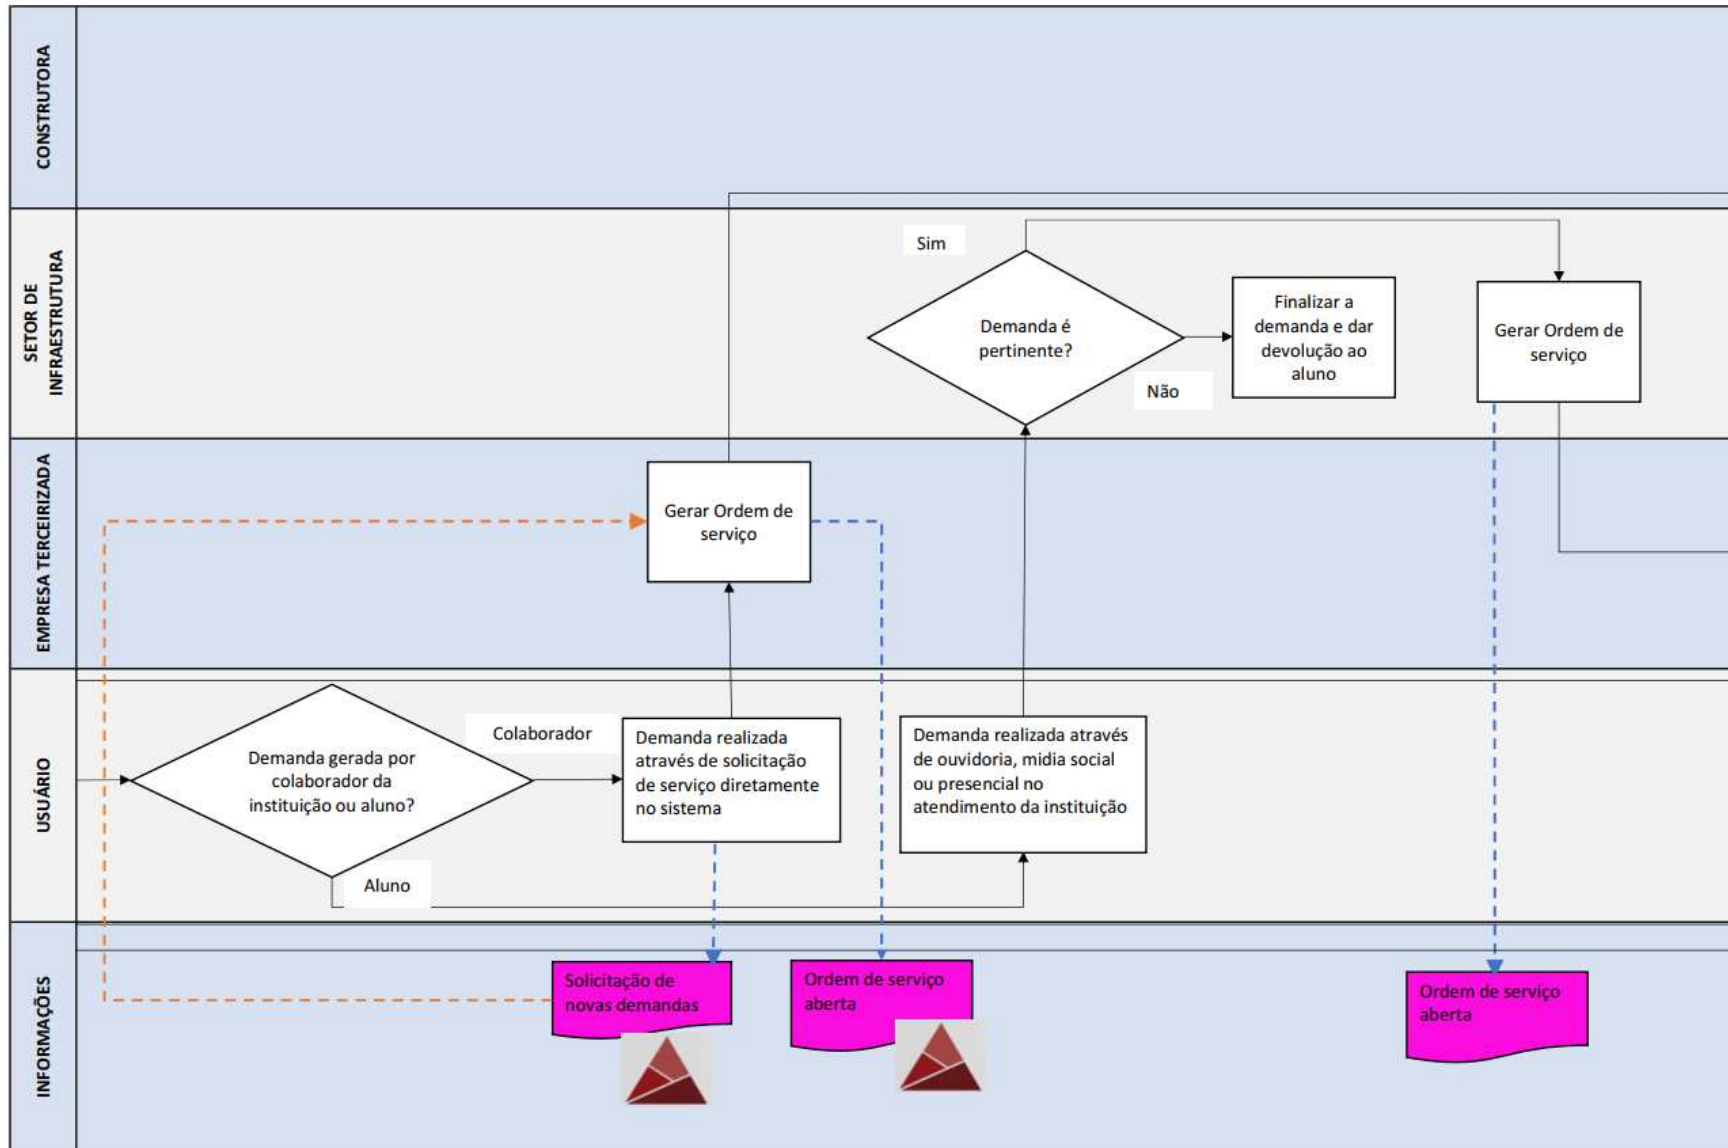 CONSTRUTORA
SETOR DE
INFRAESTRUTURA
Sim
Demanda é
pertinente?
Não
Finalizar a
demanda e dar
devolução ao
aluno
Gerar Ordem de
serviço
EMPRESA TERCEIRIZADA
Gerar Ordem de
serviço
USUÁRIO
Demanda gerada por
colaborador da
instituição ou aluno?
Colaborador
Aluno
Demanda realizada
através de solicitação
de serviço diretamente
no sistema
Demanda realizada através
de ouvidoria, midia social
ou presencial no
atendimento da instituição
INFORMAÇÕES
Solicitação de
novas demandas
Ordem de serviço
aberta
Ordem de serviço
aberta